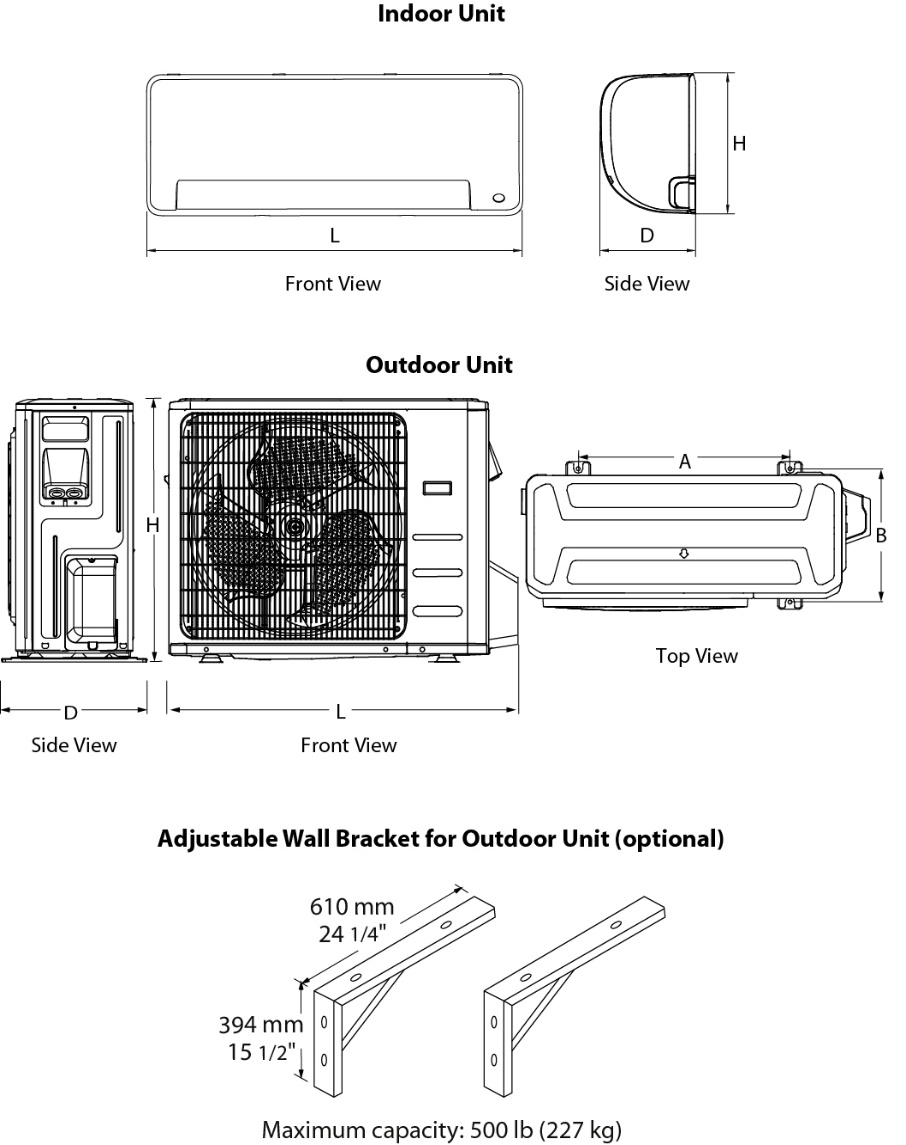 Indoor Unit
H
L
D
Front View
Side View
Outdoor Unit
A
H
B
Top View
D
L
Side View
Front View
Adjustable Wall Bracket for Outdoor Unit (optional)
610 mm
24 1/4"
394 mm
15 1/2"
Maximum capacity: 500 lb (227 kg)